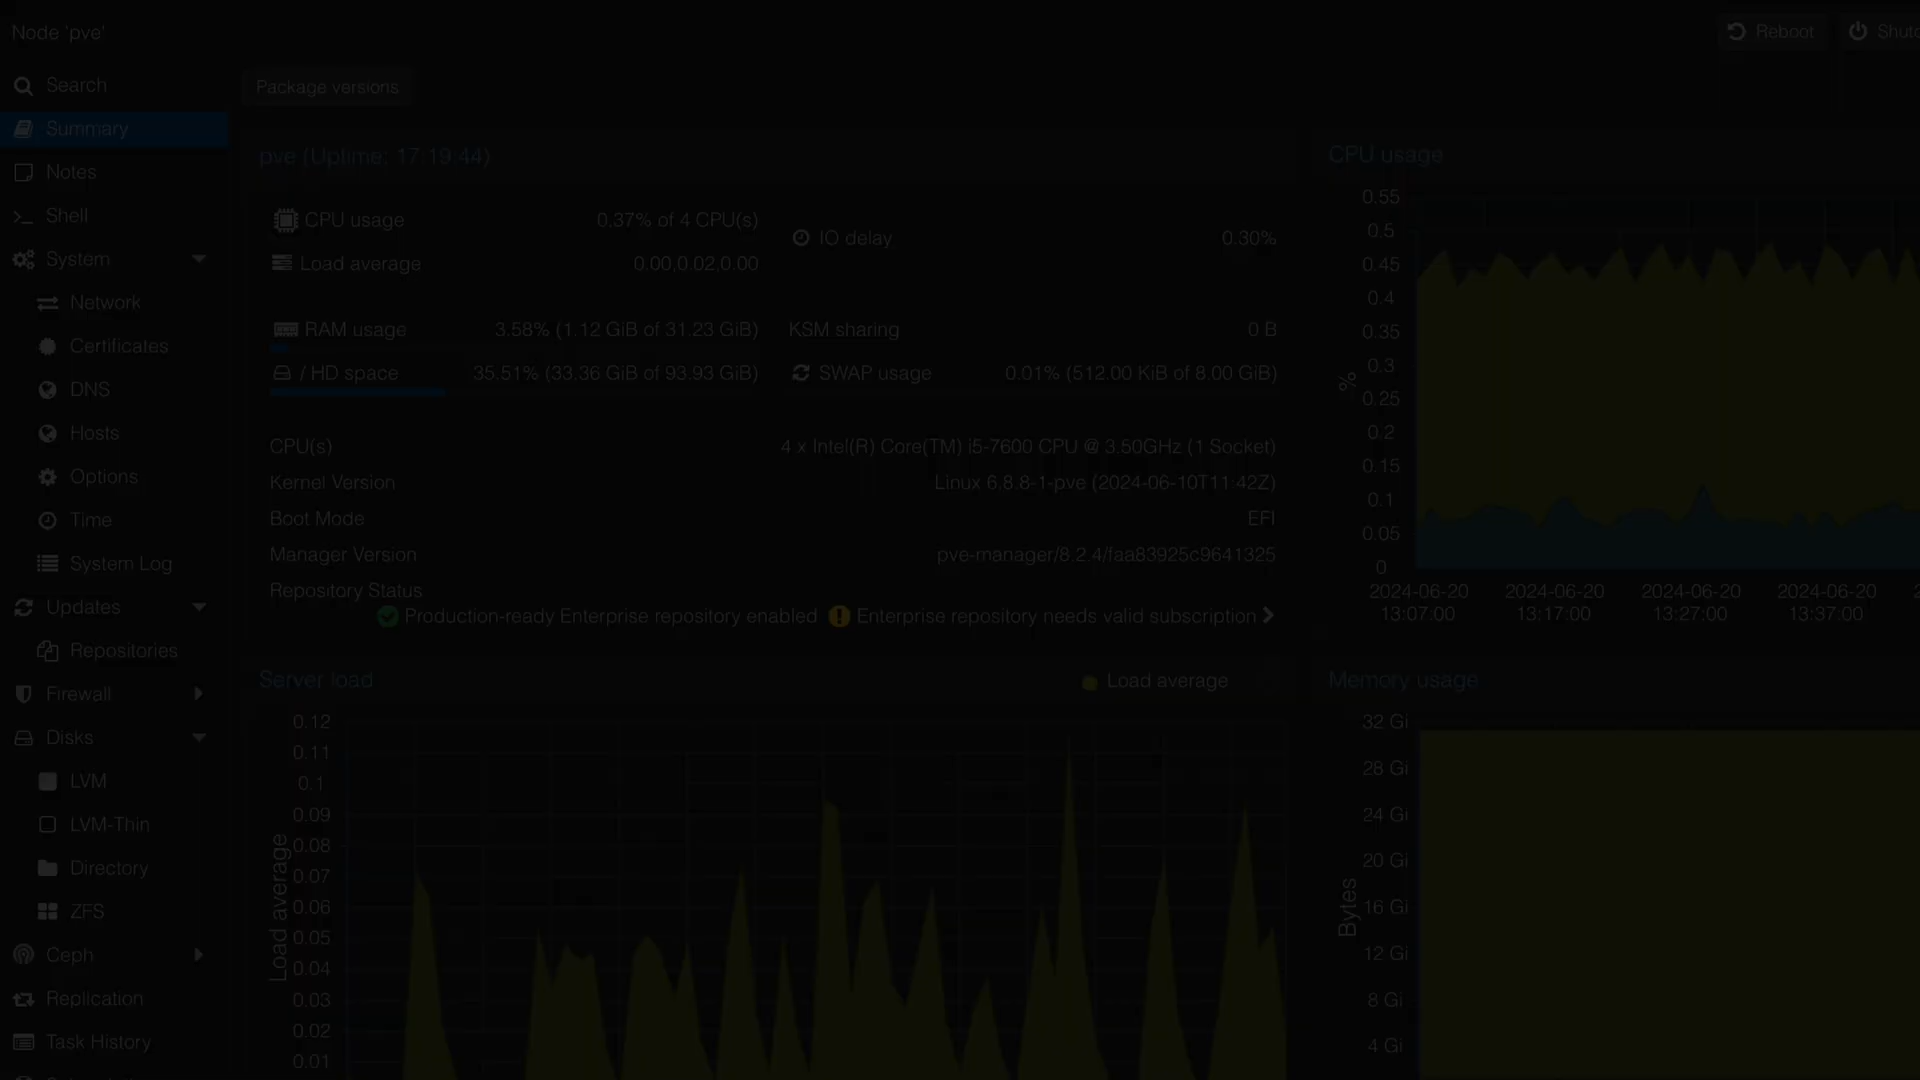 Node 'pve'
Reboot
Search
Package versions
Summary
Notes
Shell
System
Network
Certificates
DNS
Hosts
Options
Time
System Log
Updates
Repositories
Firewall
Disks
LVM
LVM-Thin
Directory
ZFS
Ceph
Replication
Task History
pve (Uptime: 17:19:44)
CPU usage 0.37% of 4 CPU(s)
IO delay 0.30%
Load average 0.00,0.02,0.00
RAM usage 3.58% (1.12 GiB of 31.23 GiB)
KSM sharing 0 B
/ HD space 35.51% (33.36 GiB of 93.93 GiB)
SWAP usage 0.01% (512.00 KiB of 8.00 GiB)
CPU(s) 4 x Intel(R) Core(TM) i5-7600 CPU @ 3.50GHz (1 Socket)
Kernel Version Linux 6.8.8-1-pve (2024-06-10T11:42Z)
Boot Mode EFI
Manager Version pve-manager/8.2.4/faa83925c9641325
Repository Status
Production-ready Enterprise repository enabled Enterprise repository needs valid subscription
CPU usage
0.55
0.5
0.45
0.4
0.35
0.3
0.25
0.2
0.15
0.1
0.05
0
%
2024-06-20 2024-06-20 2024-06-20 2024-06-20
13:07:00 13:17:00 13:27:00 13:37:00
Server load
Load average
0.12
0.11
0.1
0.09
0.08
0.07
0.06
0.05
0.04
0.03
0.02
0.01
Load average
Memory usage
32 Gi
28 Gi
24 Gi
20 Gi
16 Gi
12 Gi
8 Gi
4 Gi
Bytes